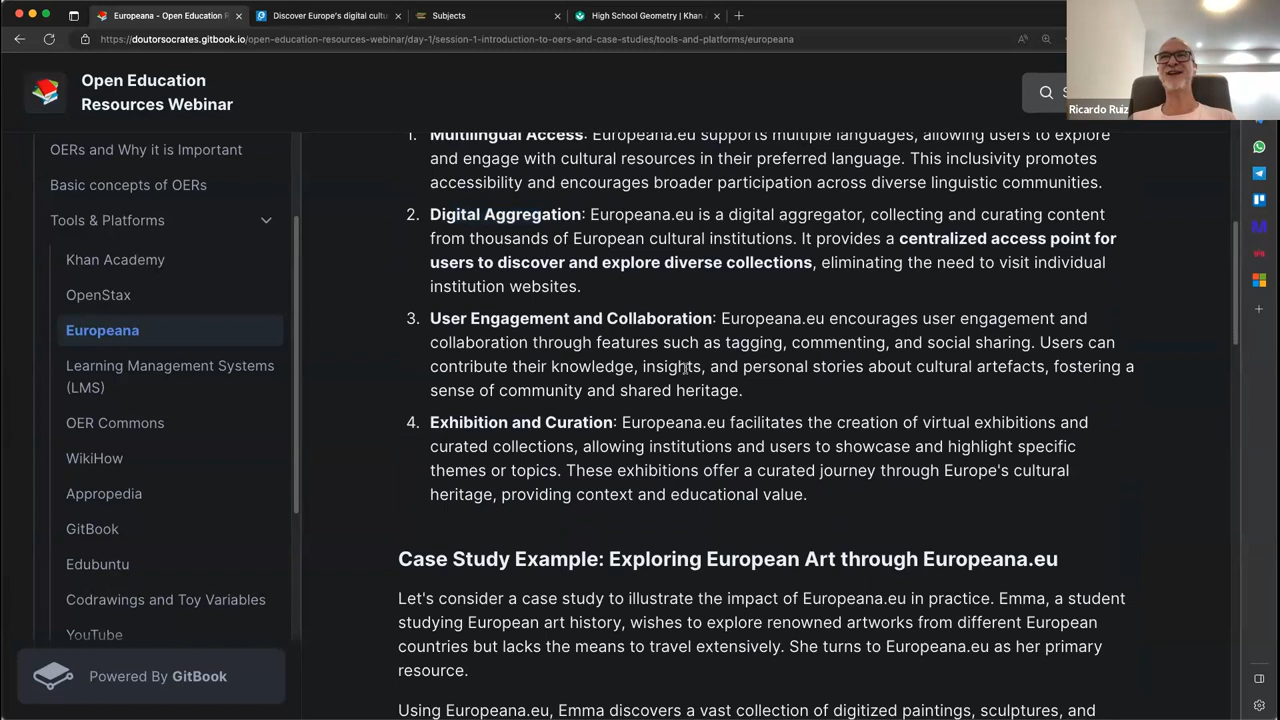 Europeana - Open Education R
Discover Europe's digital cultu
Subjects
High School Geometry | Khan
https://doutorsocrates.gitbook.io/open-education-resources-webinar/day-1/session-1-introduction-to-oers-and-case-studies/tools-and-platforms/europeana
Ricardo Ruiz
Open Education
Resources Webinar
OERs and Why it is Important
Basic concepts of OERs
Tools & Platforms
Khan Academy
OpenStax
Europeana
Learning Management Systems
(LMS)
OER Commons
WikiHow
Appropedia
GitBook
Edubuntu
Codrawings and Toy Variables
YouTube
Powered By GitBook
1. Multilingual Access: Europeana.eu supports multiple languages, allowing users to explore
and engage with cultural resources in their preferred language. This inclusivity promotes
accessibility and encourages broader participation across diverse linguistic communities.
2. Digital Aggregation: Europeana.eu is a digital aggregator, collecting and curating content
from thousands of European cultural institutions. It provides a centralized access point for
users to discover and explore diverse collections, eliminating the need to visit individual
institution websites.
3. User Engagement and Collaboration: Europeana.eu encourages user engagement and
collaboration through features such as tagging, commenting, and social sharing. Users can
contribute their knowledge, insights, and personal stories about cultural artefacts, fostering a
sense of community and shared heritage.
4. Exhibition and Curation: Europeana.eu facilitates the creation of virtual exhibitions and
curated collections, allowing institutions and users to showcase and highlight specific
themes or topics. These exhibitions offer a curated journey through Europe's cultural
heritage, providing context and educational value.
Case Study Example: Exploring European Art through Europeana.eu
Let's consider a case study to illustrate the impact of Europeana.eu in practice. Emma, a student
studying European art history, wishes to explore renowned artworks from different European
countries but lacks the means to travel extensively. She turns to Europeana.eu as her primary
resource.
Using Europeana.eu, Emma discovers a vast collection of digitized paintings, sculptures, and